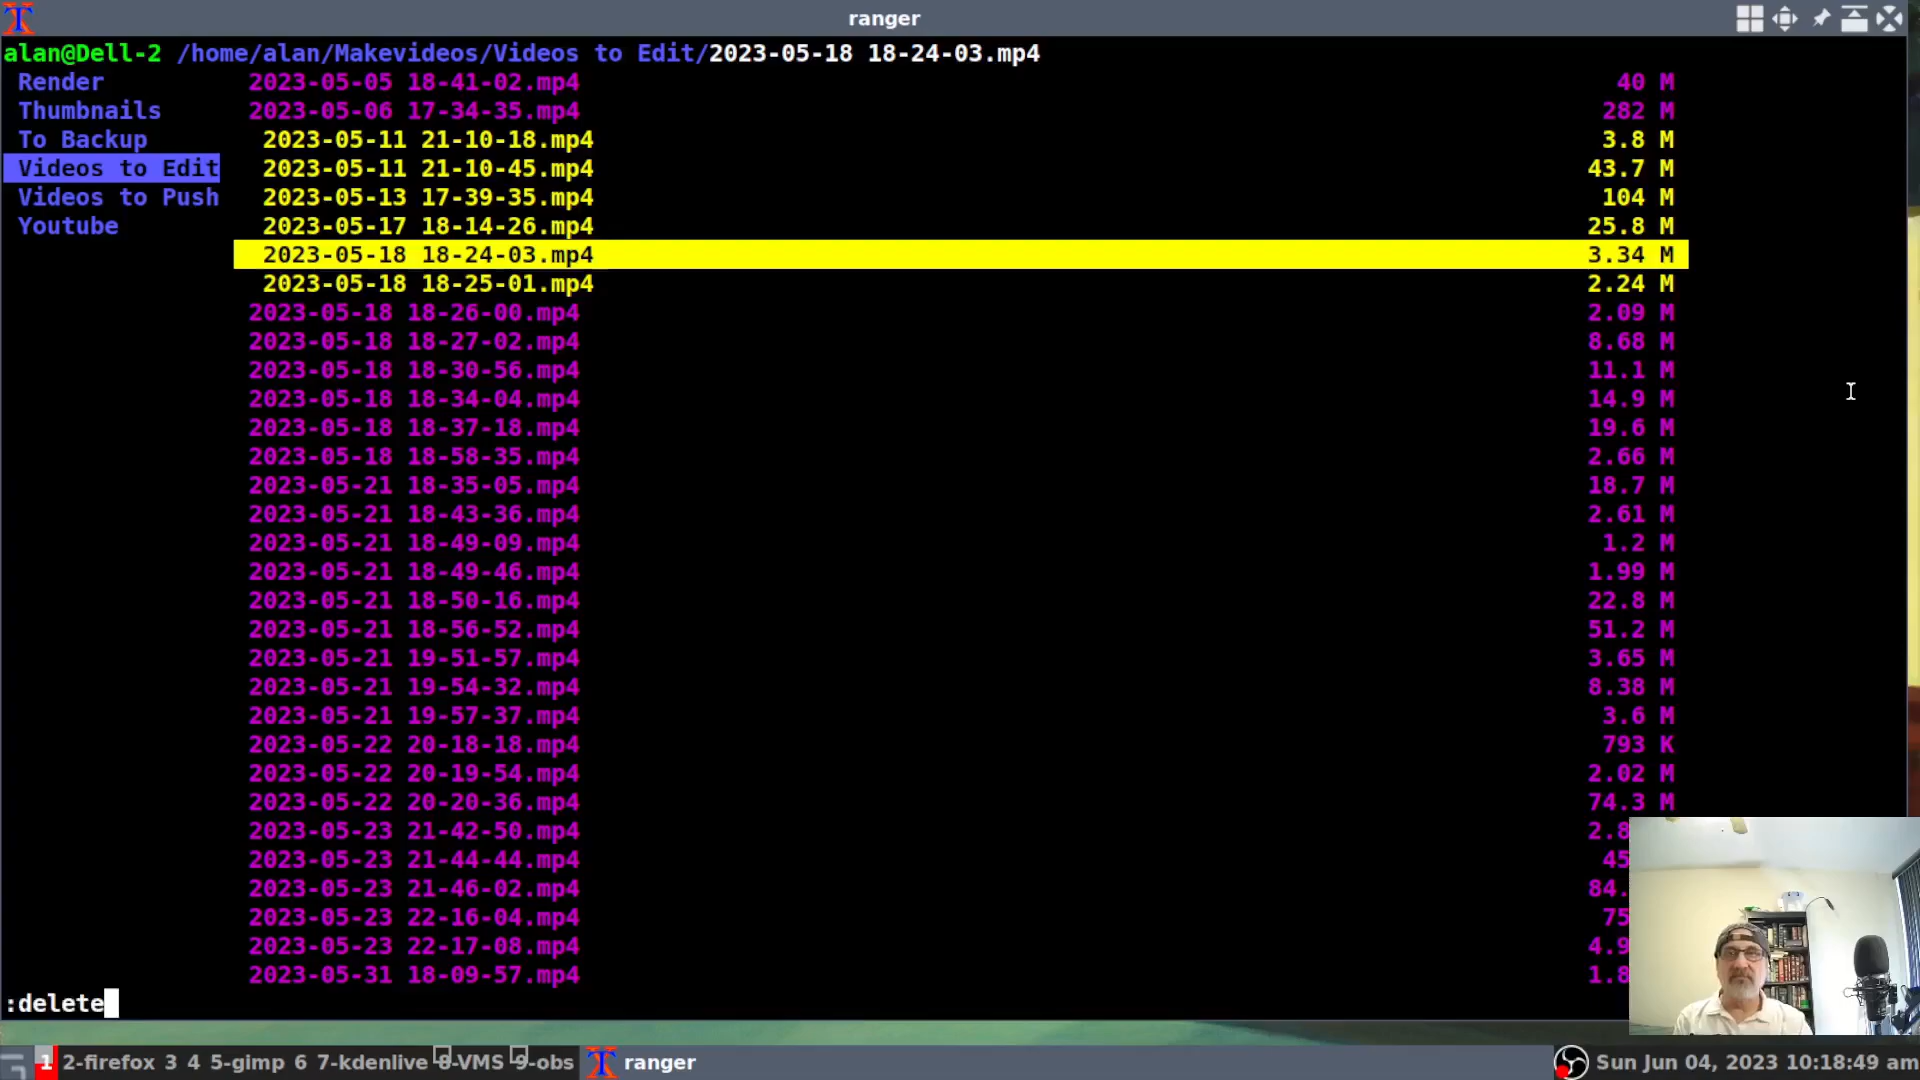 ranger
alan@Dell-2 /home/alan/Makevideos/Videos to Edit/2023-05-18 18-24-03.mp4
Render 2023-05-05 18-41-02.mp4 40 M
Thumbnails 2023-05-06 17-34-35.mp4 282 M
To Backup 2023-05-11 21-10-18.mp4 3.8 M
Videos to Edit 2023-05-11 21-10-45.mp4 43.7 M
Videos to Push 2023-05-13 17-39-35.mp4 104 M
Youtube 2023-05-17 18-14-26.mp4 25.8 M
2023-05-18 18-24-03.mp4 3.34 M
2023-05-18 18-25-01.mp4 2.24 M
2023-05-18 18-26-00.mp4 2.09 M
2023-05-18 18-27-02.mp4 8.68 M
2023-05-18 18-30-56.mp4 11.1 M
2023-05-18 18-34-04.mp4 14.9 M
2023-05-18 18-37-18.mp4 19.6 M
2023-05-18 18-58-35.mp4 2.66 M
2023-05-21 18-35-05.mp4 18.7 M
2023-05-21 18-43-36.mp4 2.61 M
2023-05-21 18-49-09.mp4 1.2 M
2023-05-21 18-49-46.mp4 1.99 M
2023-05-21 18-50-16.mp4 22.8 M
2023-05-21 18-56-52.mp4 51.2 M
2023-05-21 19-51-57.mp4 3.65 M
2023-05-21 19-54-32.mp4 8.38 M
2023-05-21 19-57-37.mp4 3.6 M
2023-05-22 20-18-18.mp4 793 K
2023-05-22 20-19-54.mp4 2.02 M
2023-05-22 20-20-36.mp4 74.3 M
2023-05-23 21-42-50.mp4 2.8
2023-05-23 21-44-44.mp4 45
2023-05-23 21-46-02.mp4 84.
2023-05-23 22-16-04.mp4 75
2023-05-23 22-17-08.mp4 4.9
2023-05-31 18-09-57.mp4 1.8
:delete
1 2-firefox 3 4 5-gimp 6 7-kdenlive 8-VMS 9-obs ranger Sun Jun 04, 2023 10:18:49 am